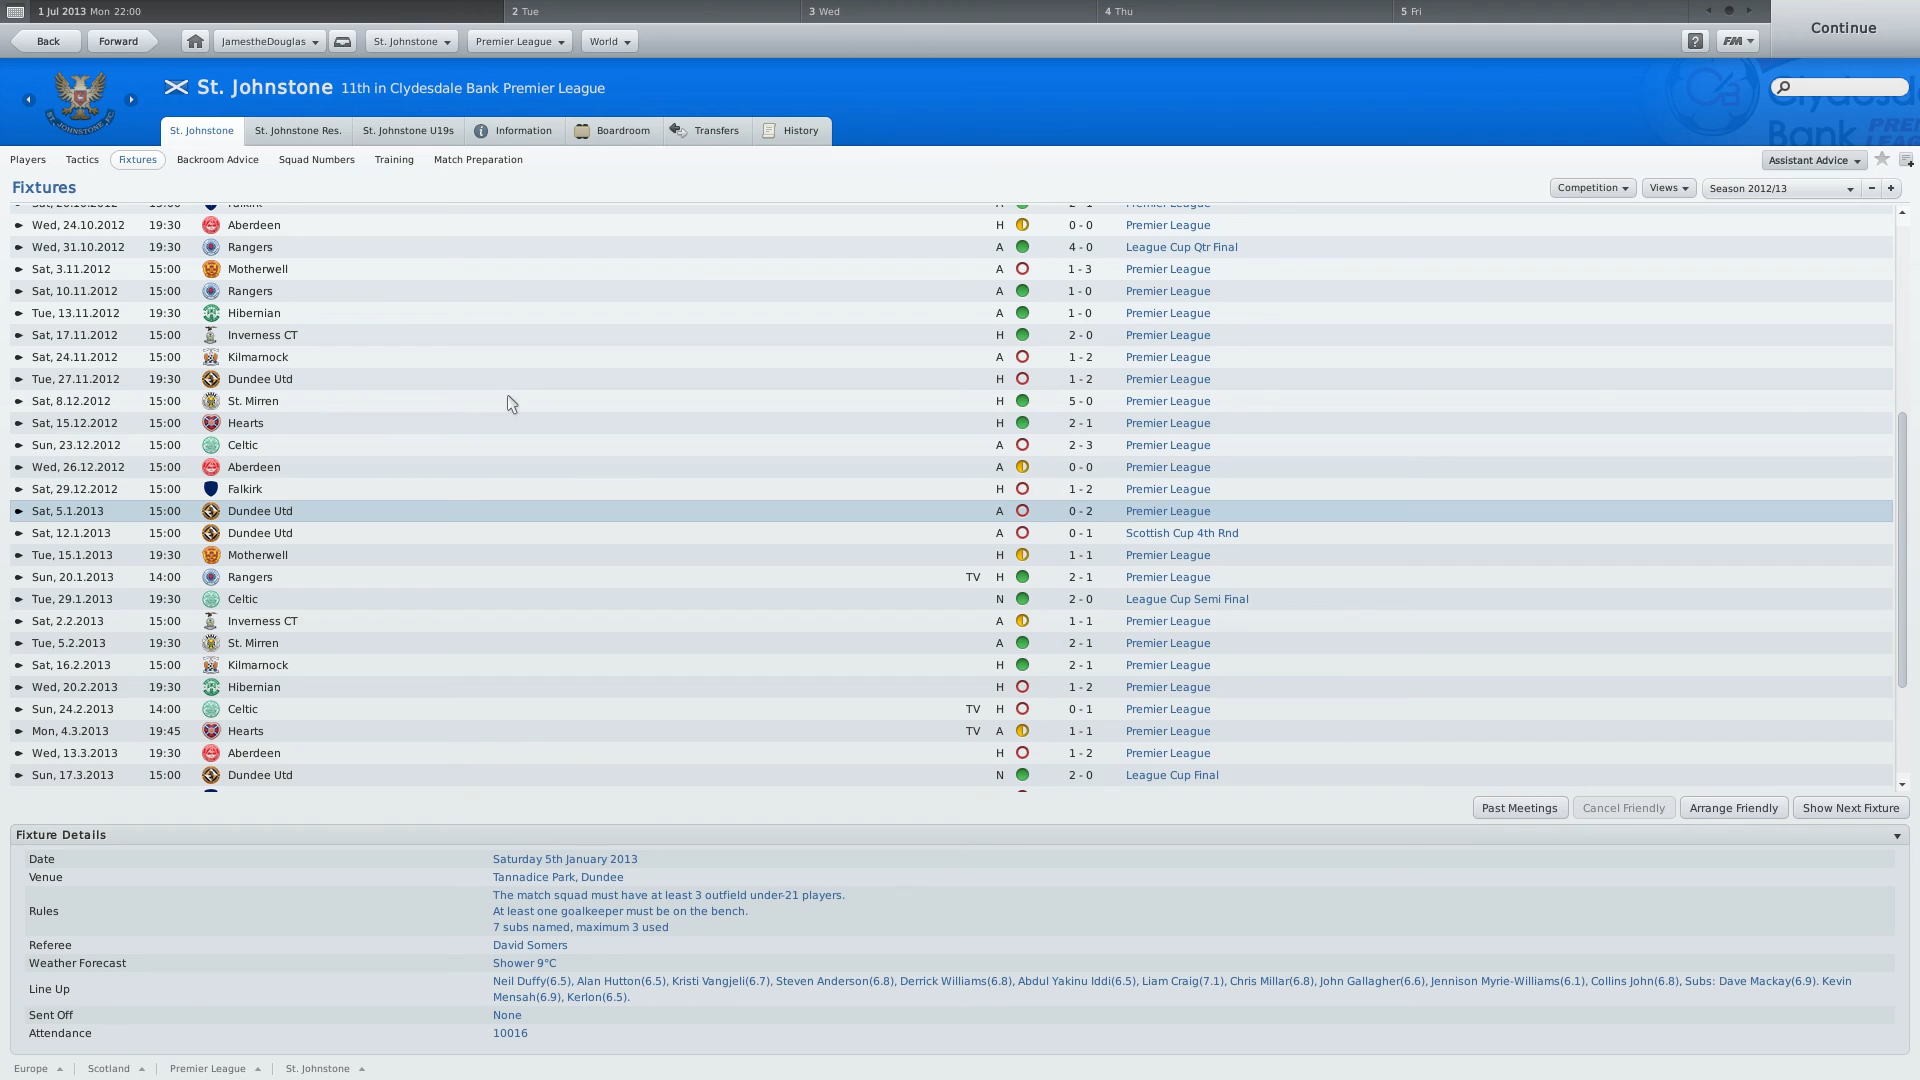 1 Jul 2013 Mon 22:00 2 Tue 3 Wed 4 Thu 5 Fri
Continue
Back Forward JamestheDouglas St. Johnstone Premier League World ? FM
St. Johnstone 11th in Clydesdale Bank Premier League
Bank PRE
St. Johnstone St. Johnstone Res. St. Johnstone U19s Information Boardroom Transfers History
Players Tactics Fixtures Backroom Advice Squad Numbers Training Match Preparation Assistant Advice
Fixtures Competition Views Season 2012/13 - +
Wed, 24.10.2012 19:30 Aberdeen H 0 - 0 Premier League
Wed, 31.10.2012 19:30 Rangers A 4 - 0 League Cup Qtr Final
Sat, 3.11.2012 15:00 Motherwell A 1 - 3 Premier League
Sat, 10.11.2012 15:00 Rangers A 1 - 0 Premier League
Tue, 13.11.2012 19:30 Hibernian A 1 - 0 Premier League
Sat, 17.11.2012 15:00 Inverness CT H 2 - 0 Premier League
Sat, 24.11.2012 15:00 Kilmarnock A 1 - 2 Premier League
Tue, 27.11.2012 19:30 Dundee Utd H 1 - 2 Premier League
Sat, 8.12.2012 15:00 St. Mirren H 5 - 0 Premier League
Sat, 15.12.2012 15:00 Hearts H 2 - 1 Premier League
Sun, 23.12.2012 15:00 Celtic A 2 - 3 Premier League
Wed, 26.12.2012 15:00 Aberdeen A 0 - 0 Premier League
Sat, 29.12.2012 15:00 Falkirk H 1 - 2 Premier League
Sat, 5.1.2013 15:00 Dundee Utd A 0 - 2 Premier League
Sat, 12.1.2013 15:00 Dundee Utd A 0 - 1 Scottish Cup 4th Rnd
Tue, 15.1.2013 19:30 Motherwell H 1 - 1 Premier League
Sun, 20.1.2013 14:00 Rangers TV H 2 - 1 Premier League
Tue, 29.1.2013 19:30 Celtic N 2 - 0 League Cup Semi Final
Sat, 2.2.2013 15:00 Inverness CT A 1 - 1 Premier League
Tue, 5.2.2013 19:30 St. Mirren A 2 - 1 Premier League
Sat, 16.2.2013 15:00 Kilmarnock H 2 - 1 Premier League
Wed, 20.2.2013 19:30 Hibernian H 1 - 2 Premier League
Sun, 24.2.2013 14:00 Celtic TV H 0 - 1 Premier League
Mon, 4.3.2013 19:45 Hearts TV A 1 - 1 Premier League
Wed, 13.3.2013 19:30 Aberdeen H 1 - 2 Premier League
Sun, 17.3.2013 15:00 Dundee Utd N 2 - 0 League Cup Final
Past Meetings Cancel Friendly Arrange Friendly Show Next Fixture
Fixture Details
Date Saturday 5th January 2013
Venue Tannadice Park, Dundee
Rules The match squad must have at least 3 outfield under-21 players.
At least one goalkeeper must be on the bench.
7 subs named, maximum 3 used
Referee David Somers
Weather Forecast Shower 9°C
Line Up Neil Duffy(6.5), Alan Hutton(6.5), Kristi Vangjeli(6.7), Steven Anderson(6.8), Derrick Williams(6.8), Abdul Yakinu Iddi(6.5), Liam Craig(7.1), Chris Millar(6.8), John Gallagher(6.6), Jennison Myrie-Williams(6.1), Collins John(6.8), Subs: Dave Mackay(6.9). Kevin
Mensah(6.9), Kerlon(6.5).
Sent Off None
Attendance 10016
Europe Scotland Premier League St. Johnstone